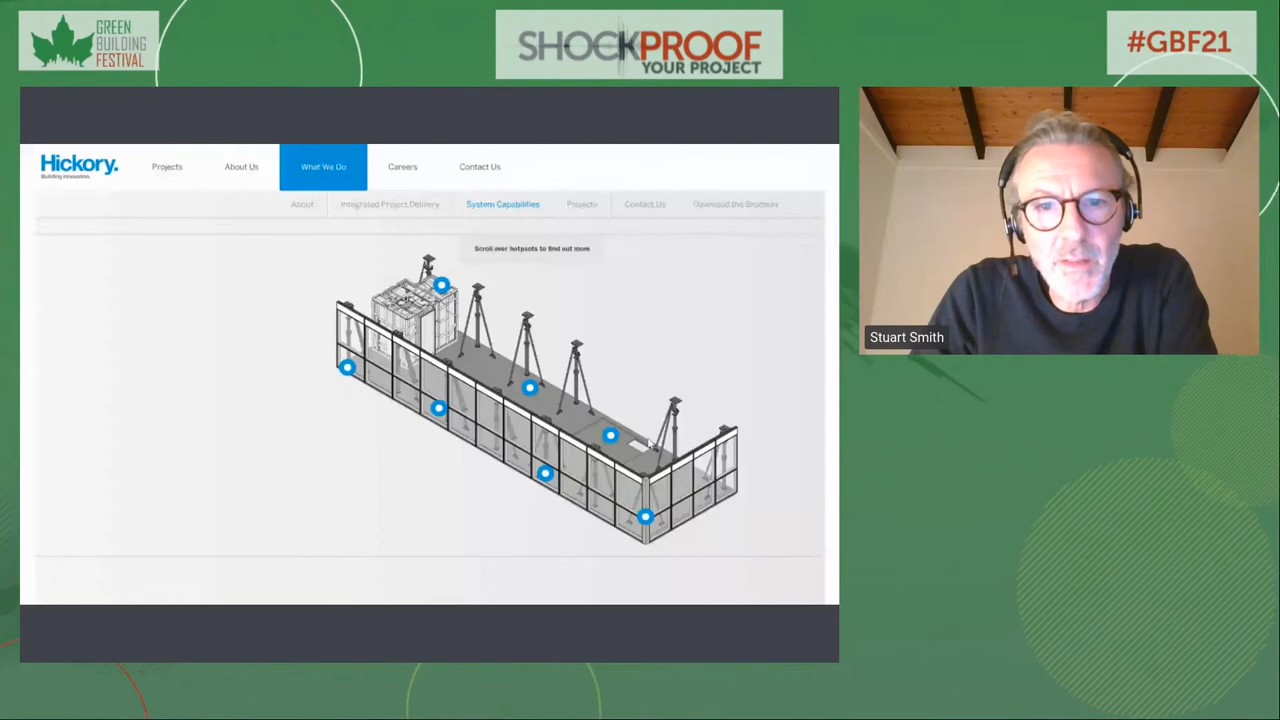 GREEN
BUILDING
FESTIVAL
SHOCKPROOF
YOUR PROJECT
#GBF21
Hickory.
Building innovation.
Projects
About Us
What We Do
Careers
Contact Us
About
Integrated Project Delivery
System Capabilities
Projects
Contact Us
Download the Brochure
Scroll over hotpsots to find out more
Stuart Smith